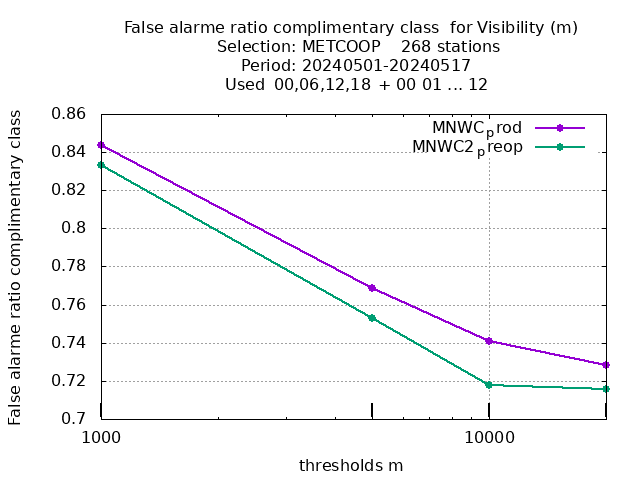 False alarme ratio complimentary class  for Visibility (m)
Selection: METCOOP    268 stations
Period: 20240501-20240517
Used  00,06,12,18 + 00 01 ... 12
False alarme ratio complimentary class
0.86
0.84
0.82
0.8
0.78
0.76
0.74
0.72
0.7
MNWCprod
MNWC2preop
1000
10000
thresholds m